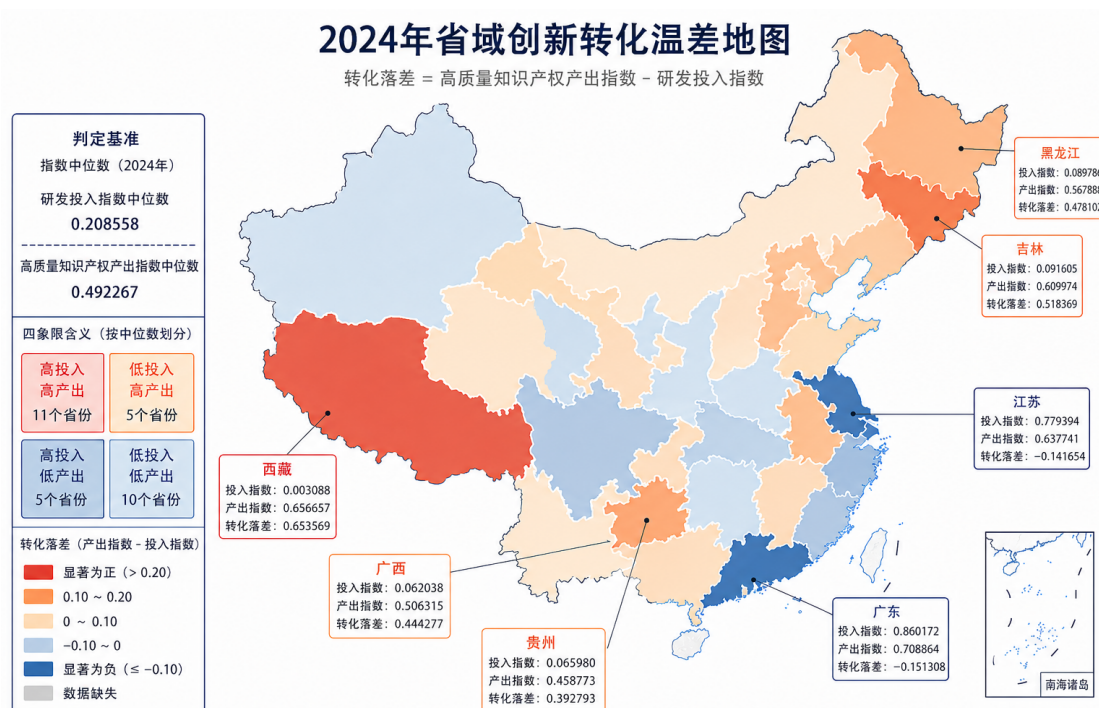 2024年省域创新转化温差地图
转化落差 = 高质量知识产权产出指数 - 研发投入指数
判定基准
指数中位数（2024年）
研发投入指数中位数
0.208558
高质量知识产权产出指数中位数
0.492267
四象限含义（按中位数划分）
高投入
高产出
11个省份
低投入
高产出
5个省份
高投入
低产出
5个省份
低投入
低产出
10个省份
转化落差（产出指数 - 投入指数）
显著为正（> 0.20）
0.10 ~ 0.20
0 ~ 0.10
-0.10 ~ 0
显著为负（≤ -0.10）
数据缺失
黑龙江
投入指数: 0.089786
产出指数: 0.567888
转化落差: 0.478102
吉林
投入指数: 0.091605
产出指数: 0.609974
转化落差: 0.518369
江苏
投入指数: 0.779394
产出指数: 0.637741
转化落差: -0.141654
西藏
投入指数: 0.003088
产出指数: 0.656657
转化落差: 0.653569
广西
投入指数: 0.062038
产出指数: 0.506315
转化落差: 0.444277
贵州
投入指数: 0.065980
产出指数: 0.458773
转化落差: 0.392793
广东
投入指数: 0.860172
产出指数: 0.708864
转化落差: -0.151308
南海诸岛